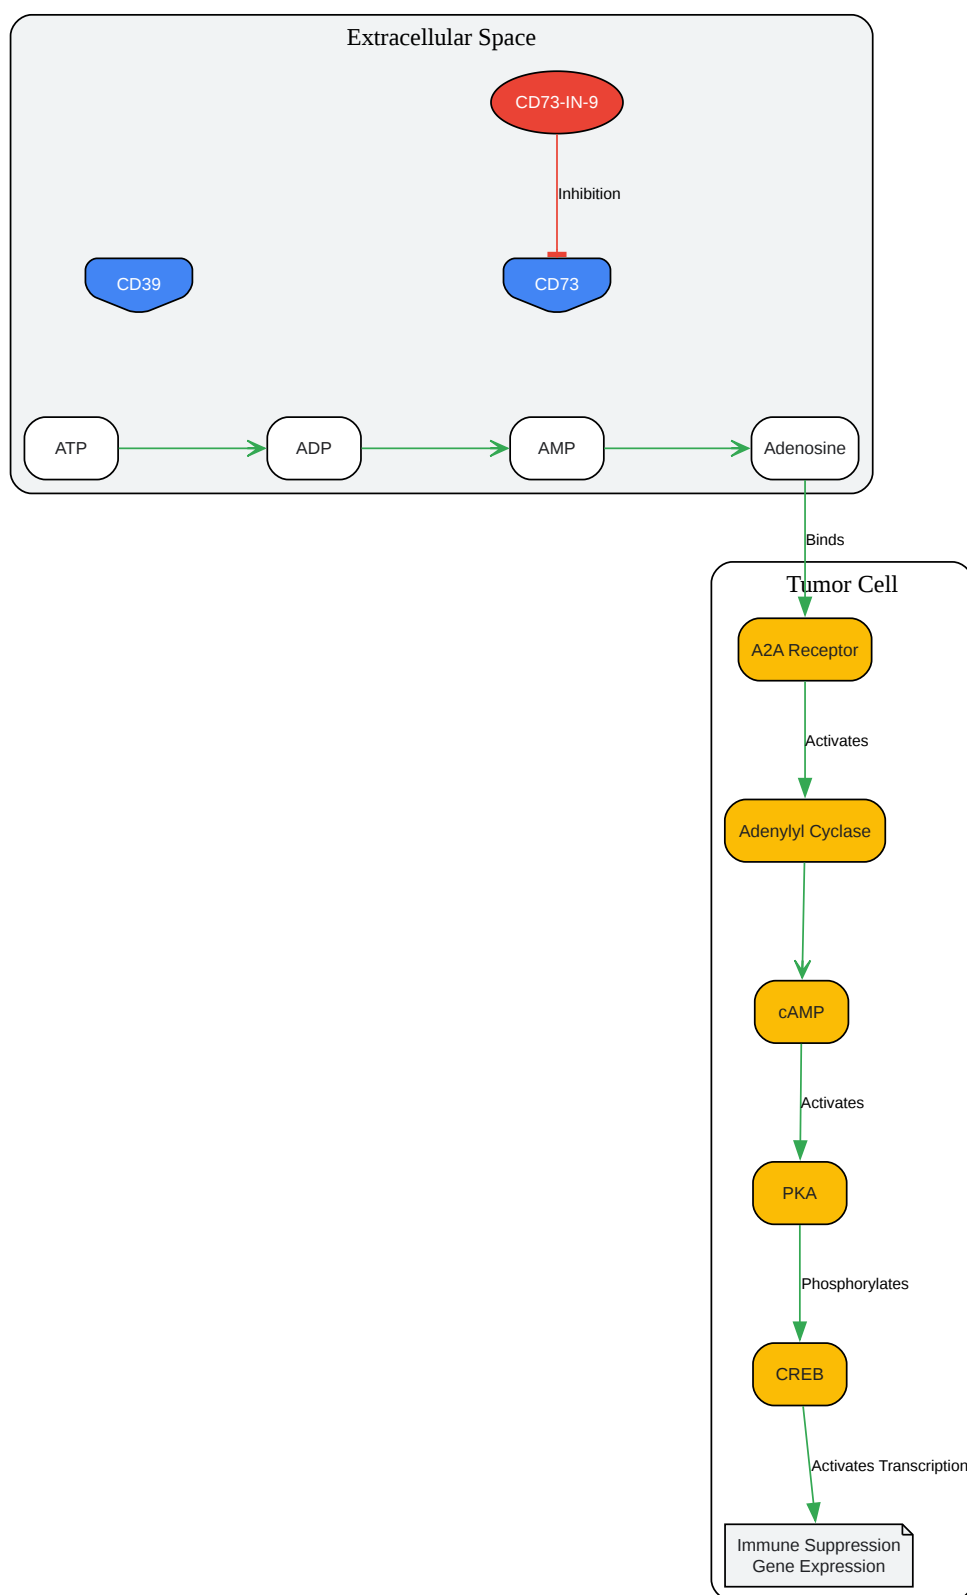 Extracellular Space
CD73-IN-9
Inhibition
CD39
CD73
ATP
ADP
AMP
Adenosine
Binds
Tumor Cell
A2A Receptor
Activates
Adenylyl Cyclase
cAMP
Activates
PKA
Phosphorylates
CREB
Activates Transcription
Immune Suppression
Gene Expression